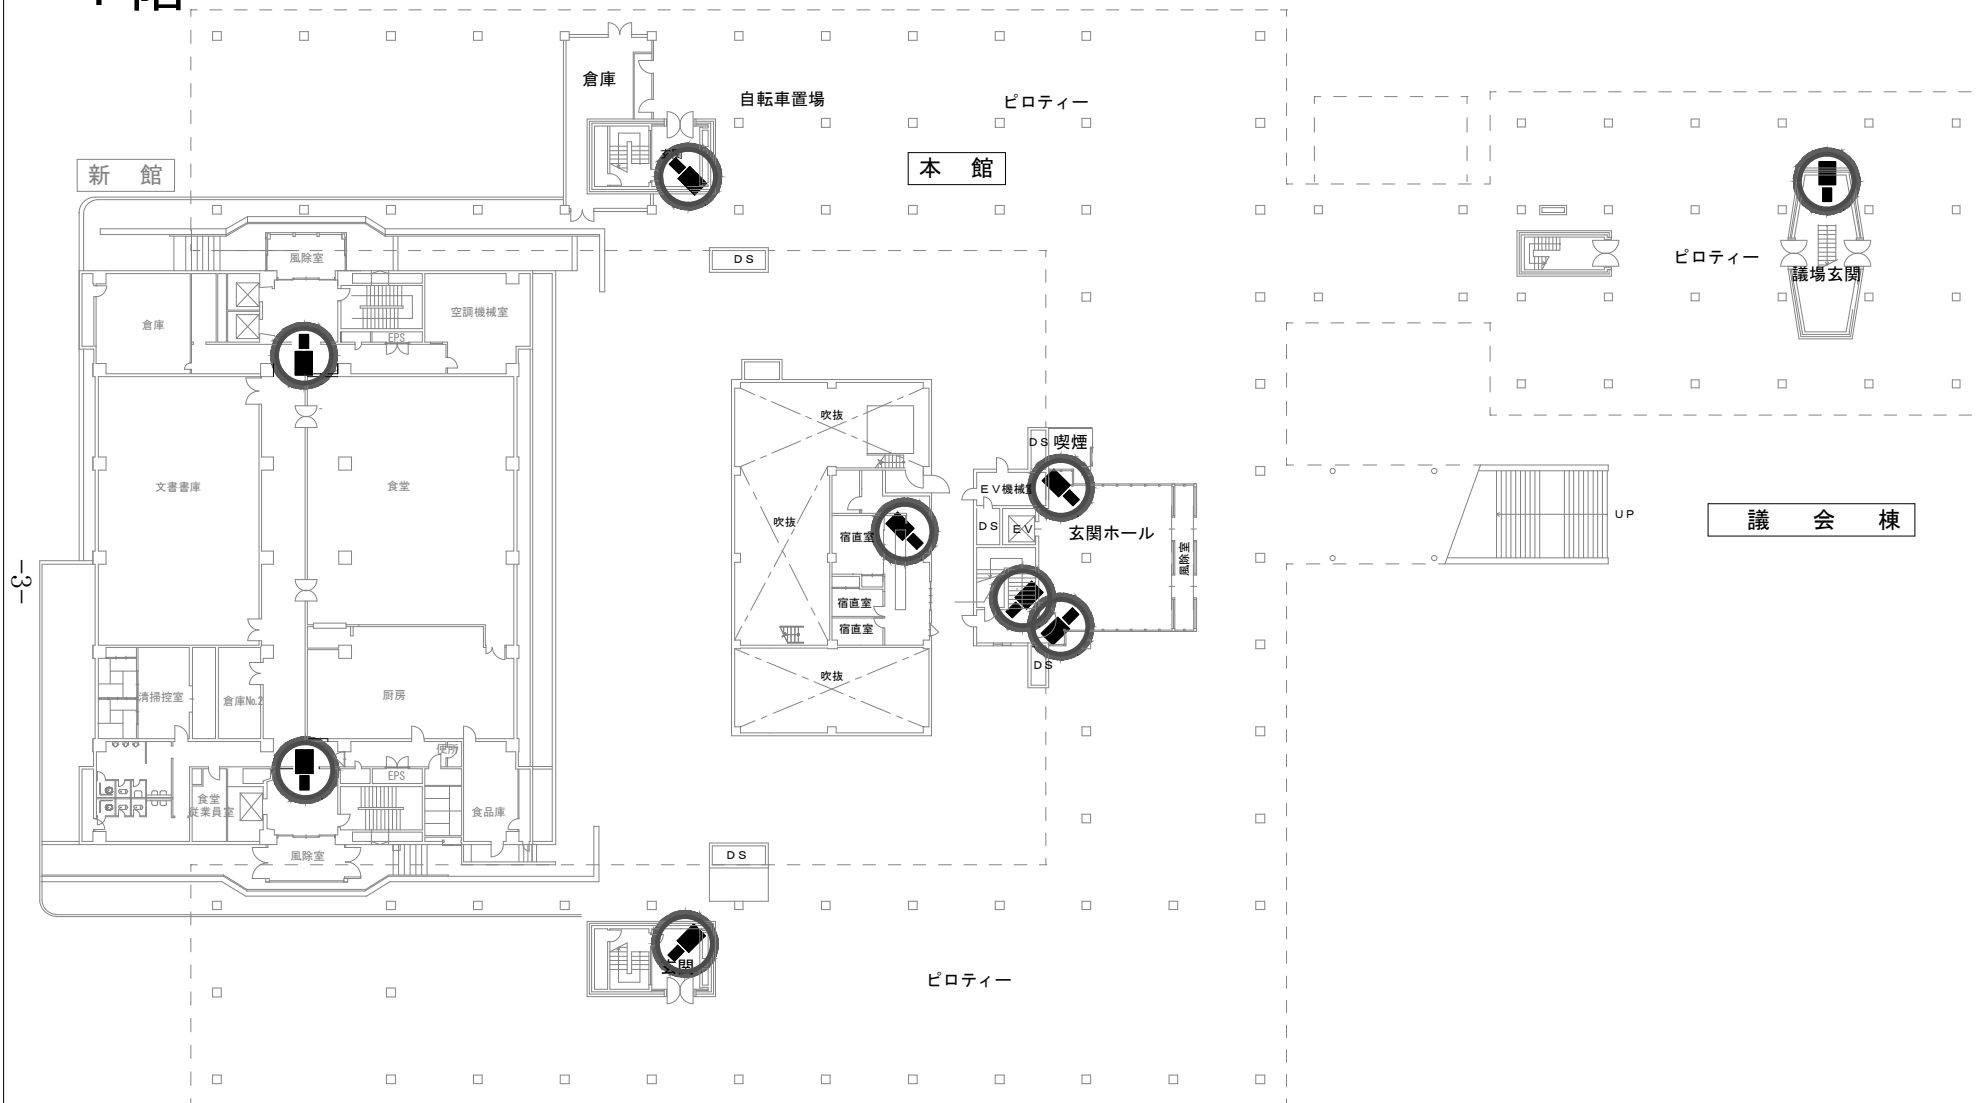 倉庫
自転車置場
ピロティー
玄関
新 館
本 館
風除室
DS
ピロティー
議場玄関
倉庫
空調機械室
EPS
吹抜
DS
喫煙
文書書庫
食堂
EV機械室
吹抜
DS
EV
玄関ホール
宿直室
風除室
UP
議 会 棟
-3-
宿直室
宿直室
DS
吹抜
清掃控室
倉庫No.2
厨房
便所
EPS
食堂
従業員室
食品庫
風除室
DS
玄関
ピロティー